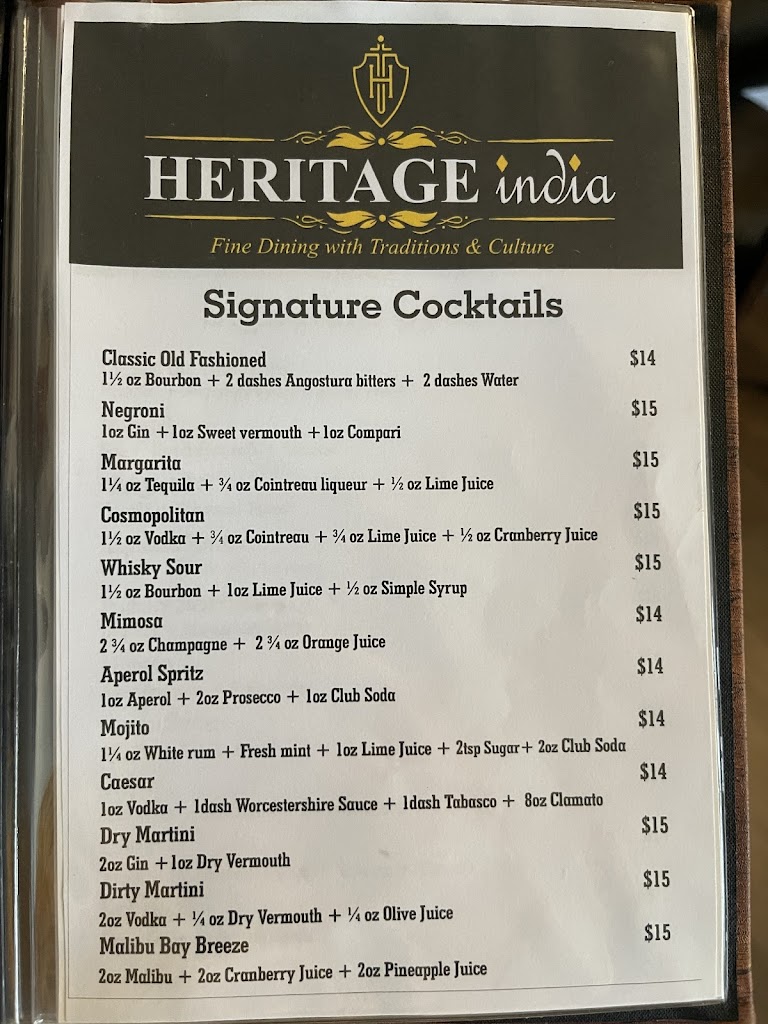 HERITAGE india
Fine Dining with Traditions & Culture
Signature Cocktails
Classic Old Fashioned $14
1½ oz Bourbon + 2 dashes Angostura bitters + 2 dashes Water
Negroni $15
1oz Gin + 1oz Sweet vermouth + 1oz Compari
Margarita $15
1¼ oz Tequila + ¾ oz Cointreau liqueur + ½ oz Lime Juice
Cosmopolitan $15
1½ oz Vodka + ¾ oz Cointreau + ¾ oz Lime Juice + ½ oz Cranberry Juice
Whisky Sour $15
1½ oz Bourbon + 1oz Lime Juice + ½ oz Simple Syrup
Mimosa $14
2 ¾ oz Champagne + 2 ¾ oz Orange Juice
Aperol Spritz $14
1oz Aperol + 2oz Prosecco + 1oz Club Soda
Mojito $14
1¼ oz White rum + Fresh mint + 1oz Lime Juice + 2tsp Sugar+ 2oz Club Soda
Caesar $14
1oz Vodka + 1dash Worcestershire Sauce + 1dash Tabasco + 8oz Clamato
Dry Martini $15
2oz Gin + 1oz Dry Vermouth
Dirty Martini $15
2oz Vodka + ¼ oz Dry Vermouth + ¼ oz Olive Juice
Malibu Bay Breeze $15
2oz Malibu + 2oz Cranberry Juice + 2oz Pineapple Juice